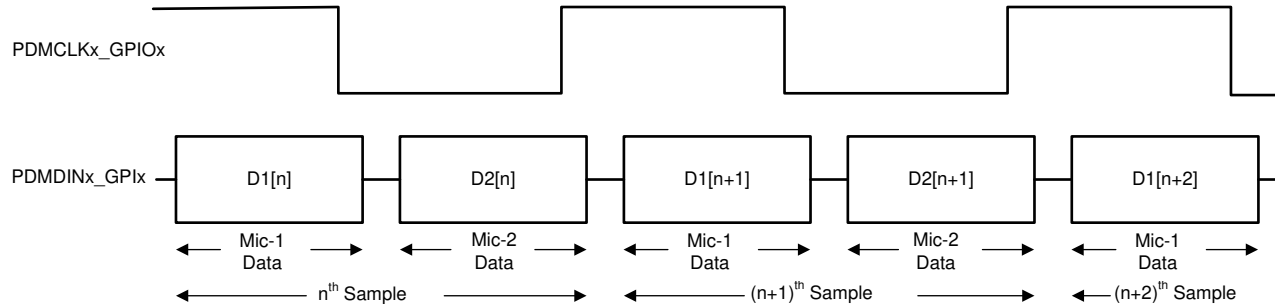 PDMCLKx_GPIOx
PDMDINx_GPIx
D1[n]
D2[n]
D1[n+1]
D2[n+1]
D1[n+2]
Mic-1
Data
Mic-2
Data
Mic-1
Data
Mic-2
Data
Mic-1
Data
nth Sample
(n+1)th Sample
(n+2)th Sample